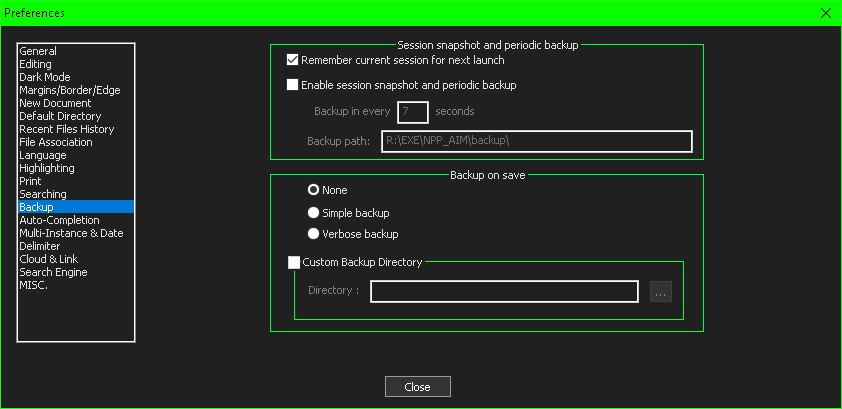 Preferences
General
Editing
Dark Mode
Margins/Border/Edge
New Document
Default Directory
Recent Files History
File Association
Language
Highlighting
Print
Searching
Backup
Auto-Completion
Multi-Instance & Date
Delimiter
Cloud & Link
Search Engine
MISC.
Session snapshot and periodic backup
Remember current session for next launch
Enable session snapshot and periodic backup
Backup in every 7 seconds
Backup path: R:\EXE\NPP_AIM\backup\
Backup on save
None
Simple backup
Verbose backup
Custom Backup Directory
Directory : ...
Close